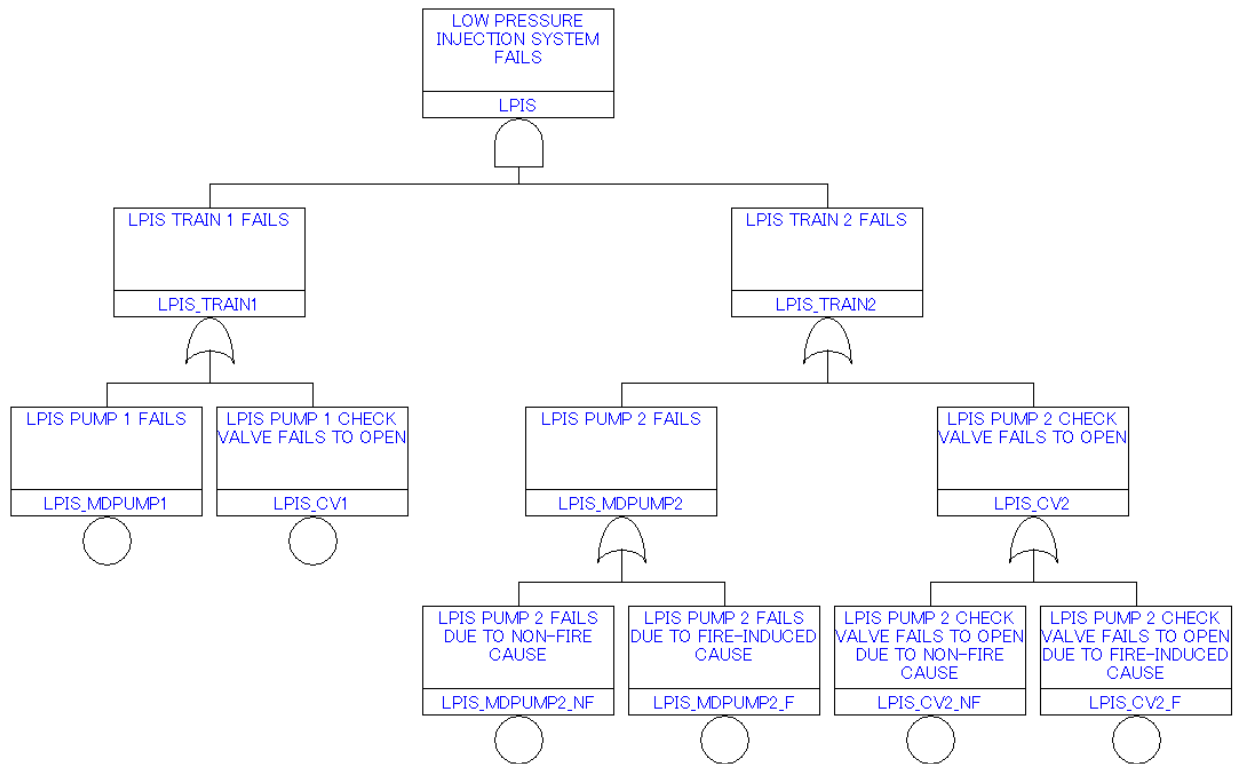 LOW PRESSURE
INJECTION SYSTEM
FAILS
LPIS
LPIS TRAIN 1 FAILS
LPIS_TRAIN1
LPIS TRAIN 2 FAILS
LPIS_TRAIN2
LPIS PUMP 1 FAILS
LPIS_MDPUMP1
LPIS PUMP 1 CHECK
VALVE FAILS TO OPEN
LPIS_CV1
LPIS PUMP 2 FAILS
LPIS_MDPUMP2
LPIS PUMP 2 CHECK
VALVE FAILS TO OPEN
LPIS_CV2
LPIS PUMP 2 FAILS
DUE TO NON-FIRE
CAUSE
LPIS_MDPUMP2_NF
LPIS PUMP 2 FAILS
DUE TO FIRE-INDUCED
CAUSE
LPIS_MDPUMP2_F
LPIS PUMP 2 CHECK
VALVE FAILS TO OPEN
DUE TO NON-FIRE
CAUSE
LPIS_CV2_NF
LPIS PUMP 2 CHECK
VALVE FAILS TO OPEN
DUE TO FIRE-INDUCED
CAUSE
LPIS_CV2_F